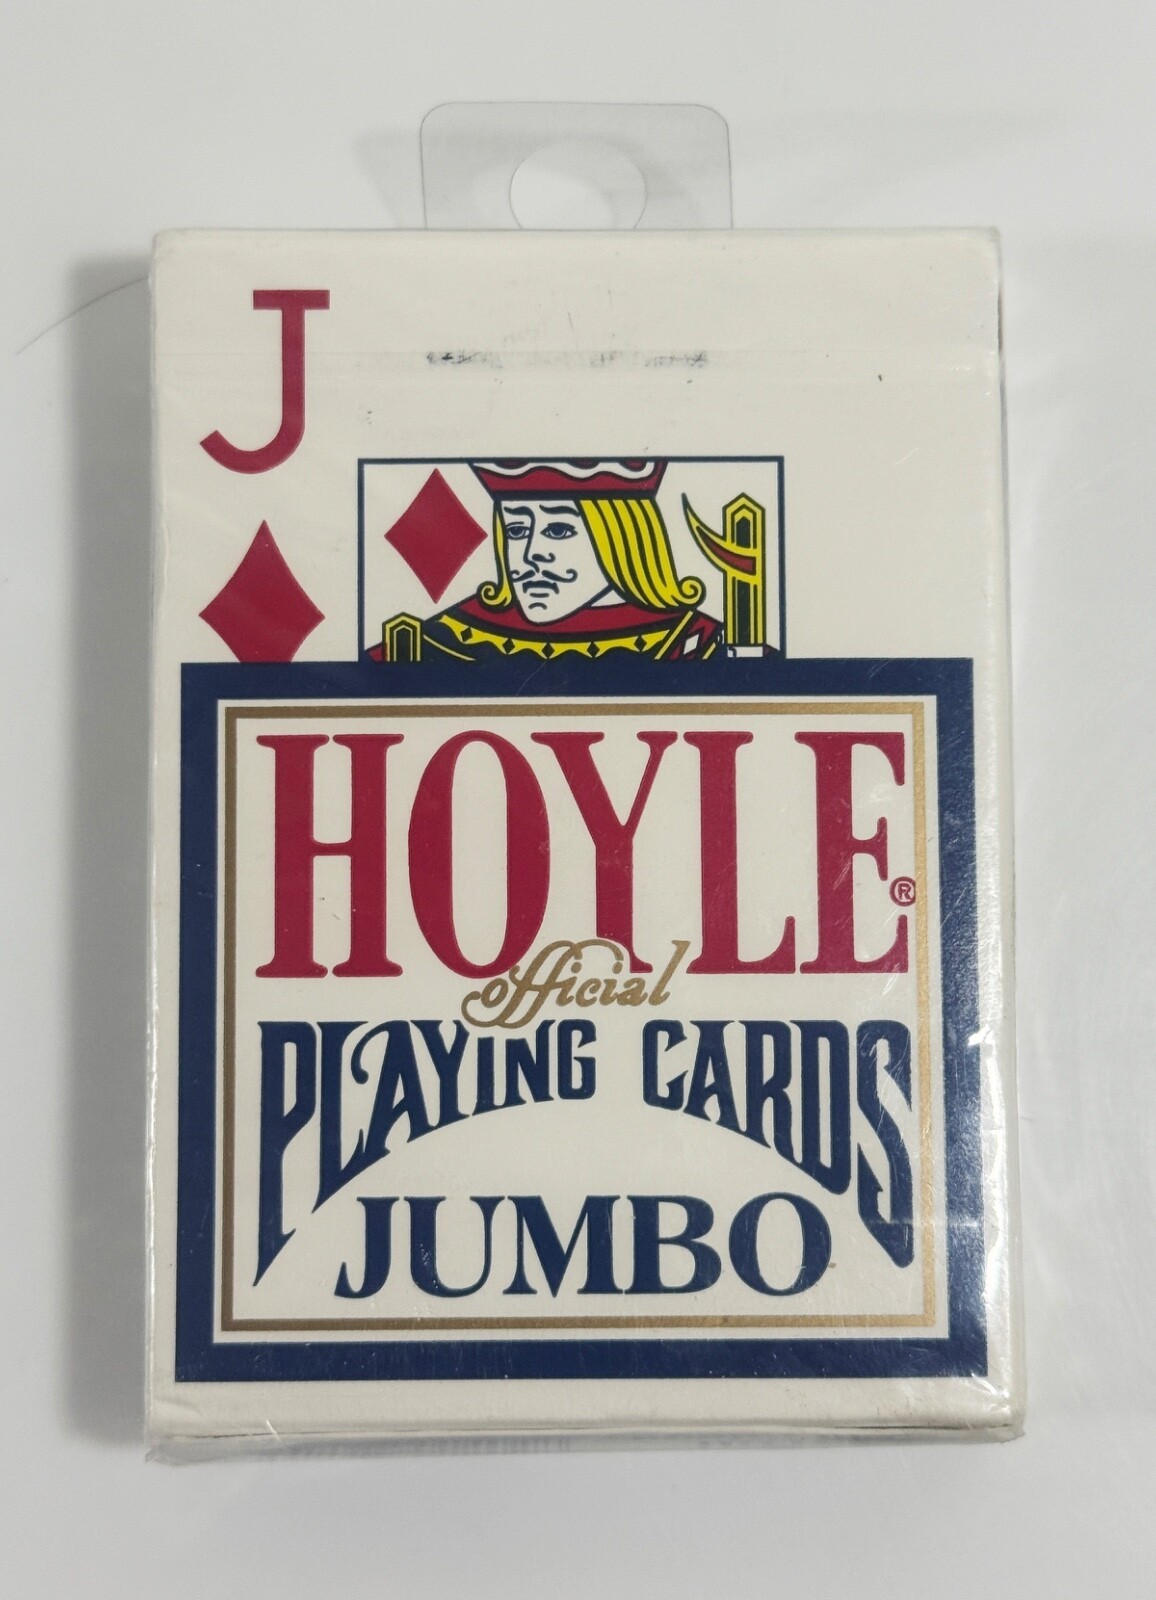 J
HOYLE®
official
PLAYING CARDS
JUMBO